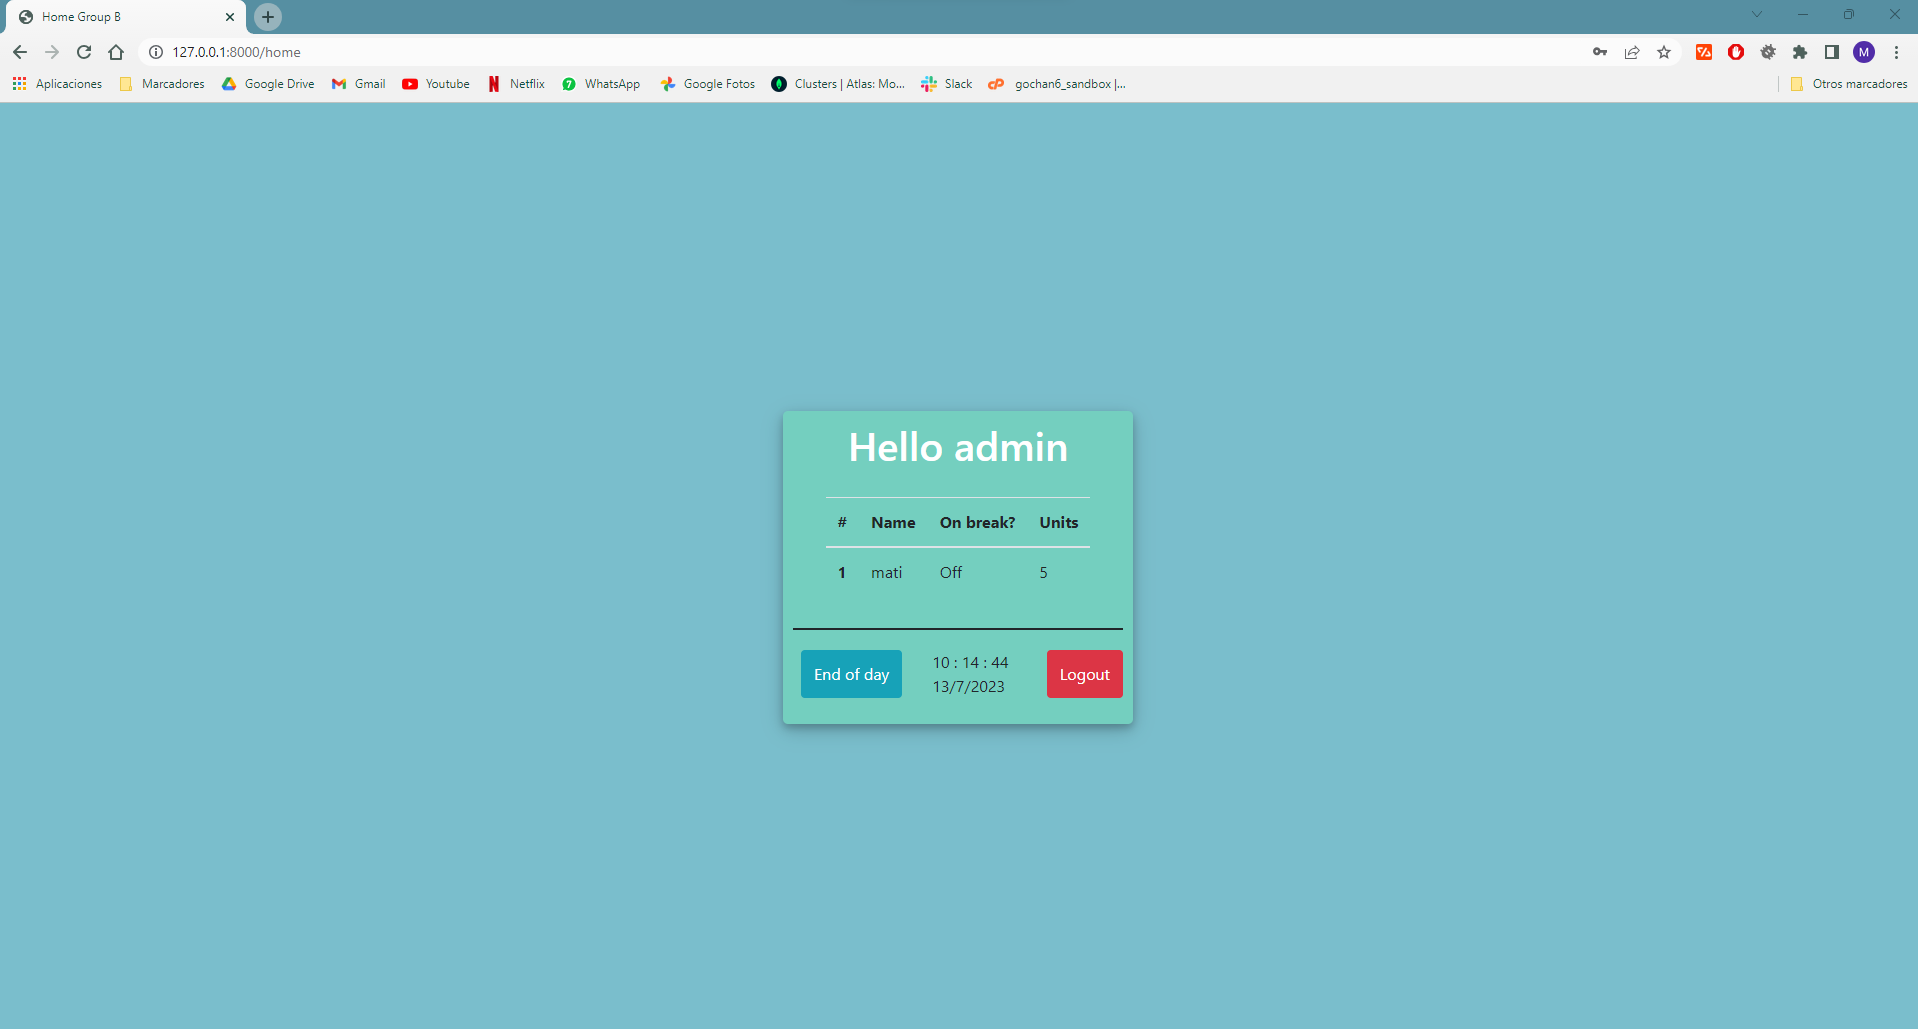 Home Group B
127.0.0.1:8000/home
M
Aplicaciones Marcadores Google Drive Gmail Youtube Netflix 7 WhatsApp Google Fotos Clusters | Atlas: Mo... Slack cP gochan6_sandbox |... Otros marcadores
Hello admin
# Name On break? Units
1 mati Off 5
End of day
10 : 14 : 44
13/7/2023
Logout